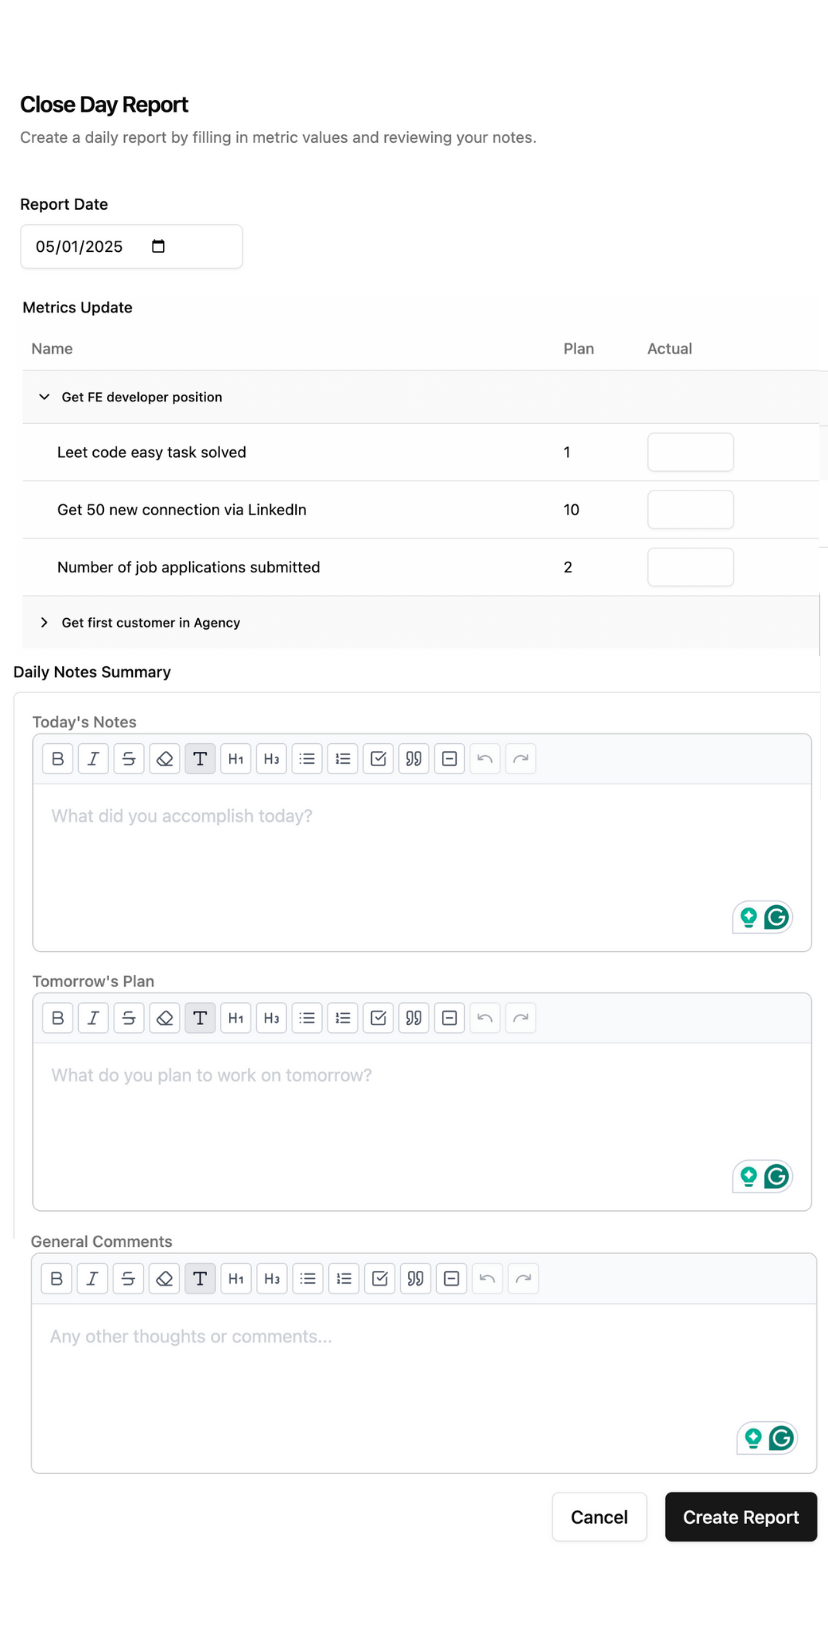 Close Day Report
Create a daily report by filling in metric values and reviewing your notes.
Report Date
05/01/2025
Metrics Update
Name Plan Actual
Get FE developer position
Leet code easy task solved 1
Get 50 new connection via LinkedIn 10
Number of job applications submitted 2
Get first customer in Agency
Daily Notes Summary
Today's Notes
B I S T H1 H3
What did you accomplish today?
Tomorrow's Plan
B I S T H1 H3
What do you plan to work on tomorrow?
General Comments
B I S T H1 H3
Any other thoughts or comments...
Cancel Create Report